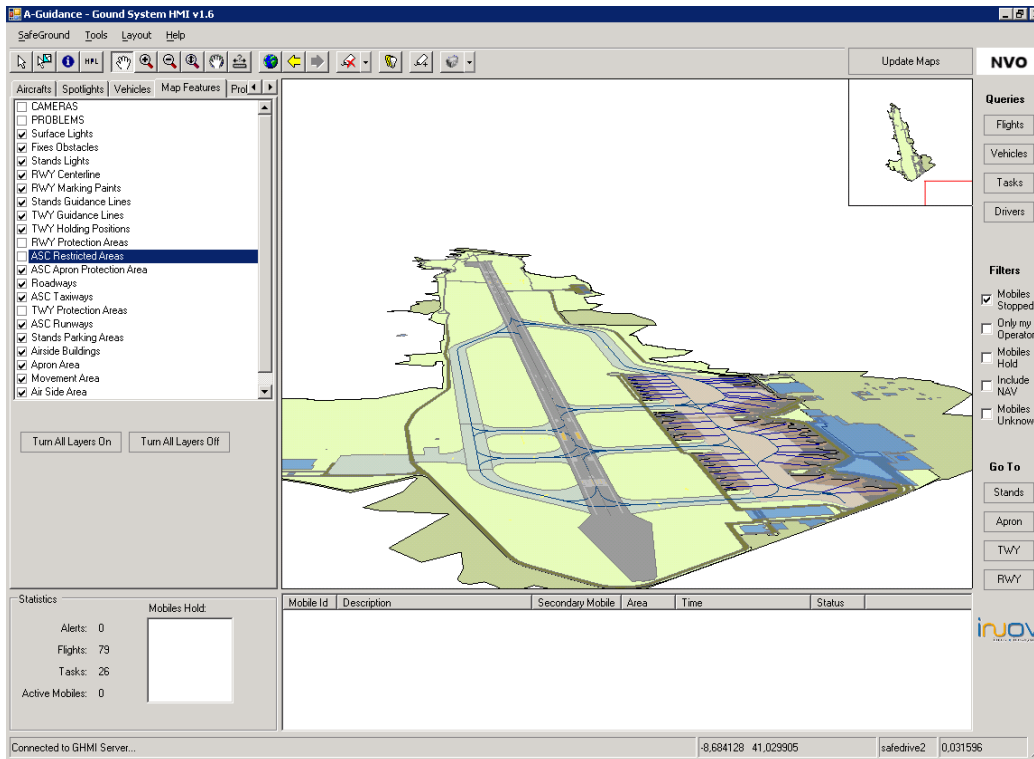 A-Guidance - Gound System HMI v1.6
SafeGround Tools Layout Help
HPL
Update Maps
NVO
Aircrafts Spotlights Vehicles Map Features Prol
CAMERAS
PROBLEMS
Surface Lights
Fixes Obstacles
Stands Lights
RWY Centerline
RWY Marking Paints
Stands Guidance Lines
TWY Guidance Lines
TWY Holding Positions
RWY Protection Areas
ASC Restricted Areas
ASC Apron Protection Area
Roadways
ASC Taxiways
TWY Protection Areas
ASC Runways
Stands Parking Areas
Airside Buildings
Apron Area
Movement Area
Air Side Area
Turn All Layers On Turn All Layers Off
Queries
Flights
Vehicles
Tasks
Drivers
Filters
Mobiles
Stopped
Only my
Operator
Mobiles
Hold
Include
NAV
Mobiles
Unknow
Go To
Stands
Apron
TWY
RWY
inov
Statistics
Mobiles Hold:
Alerts: 0
Flights: 79
Tasks: 26
Active Mobiles: 0
Mobile Id Description Secondary Mobile Area Time Status
Connected to GHMI Server... -8,684128 41,029905 safedrive2 0,031596